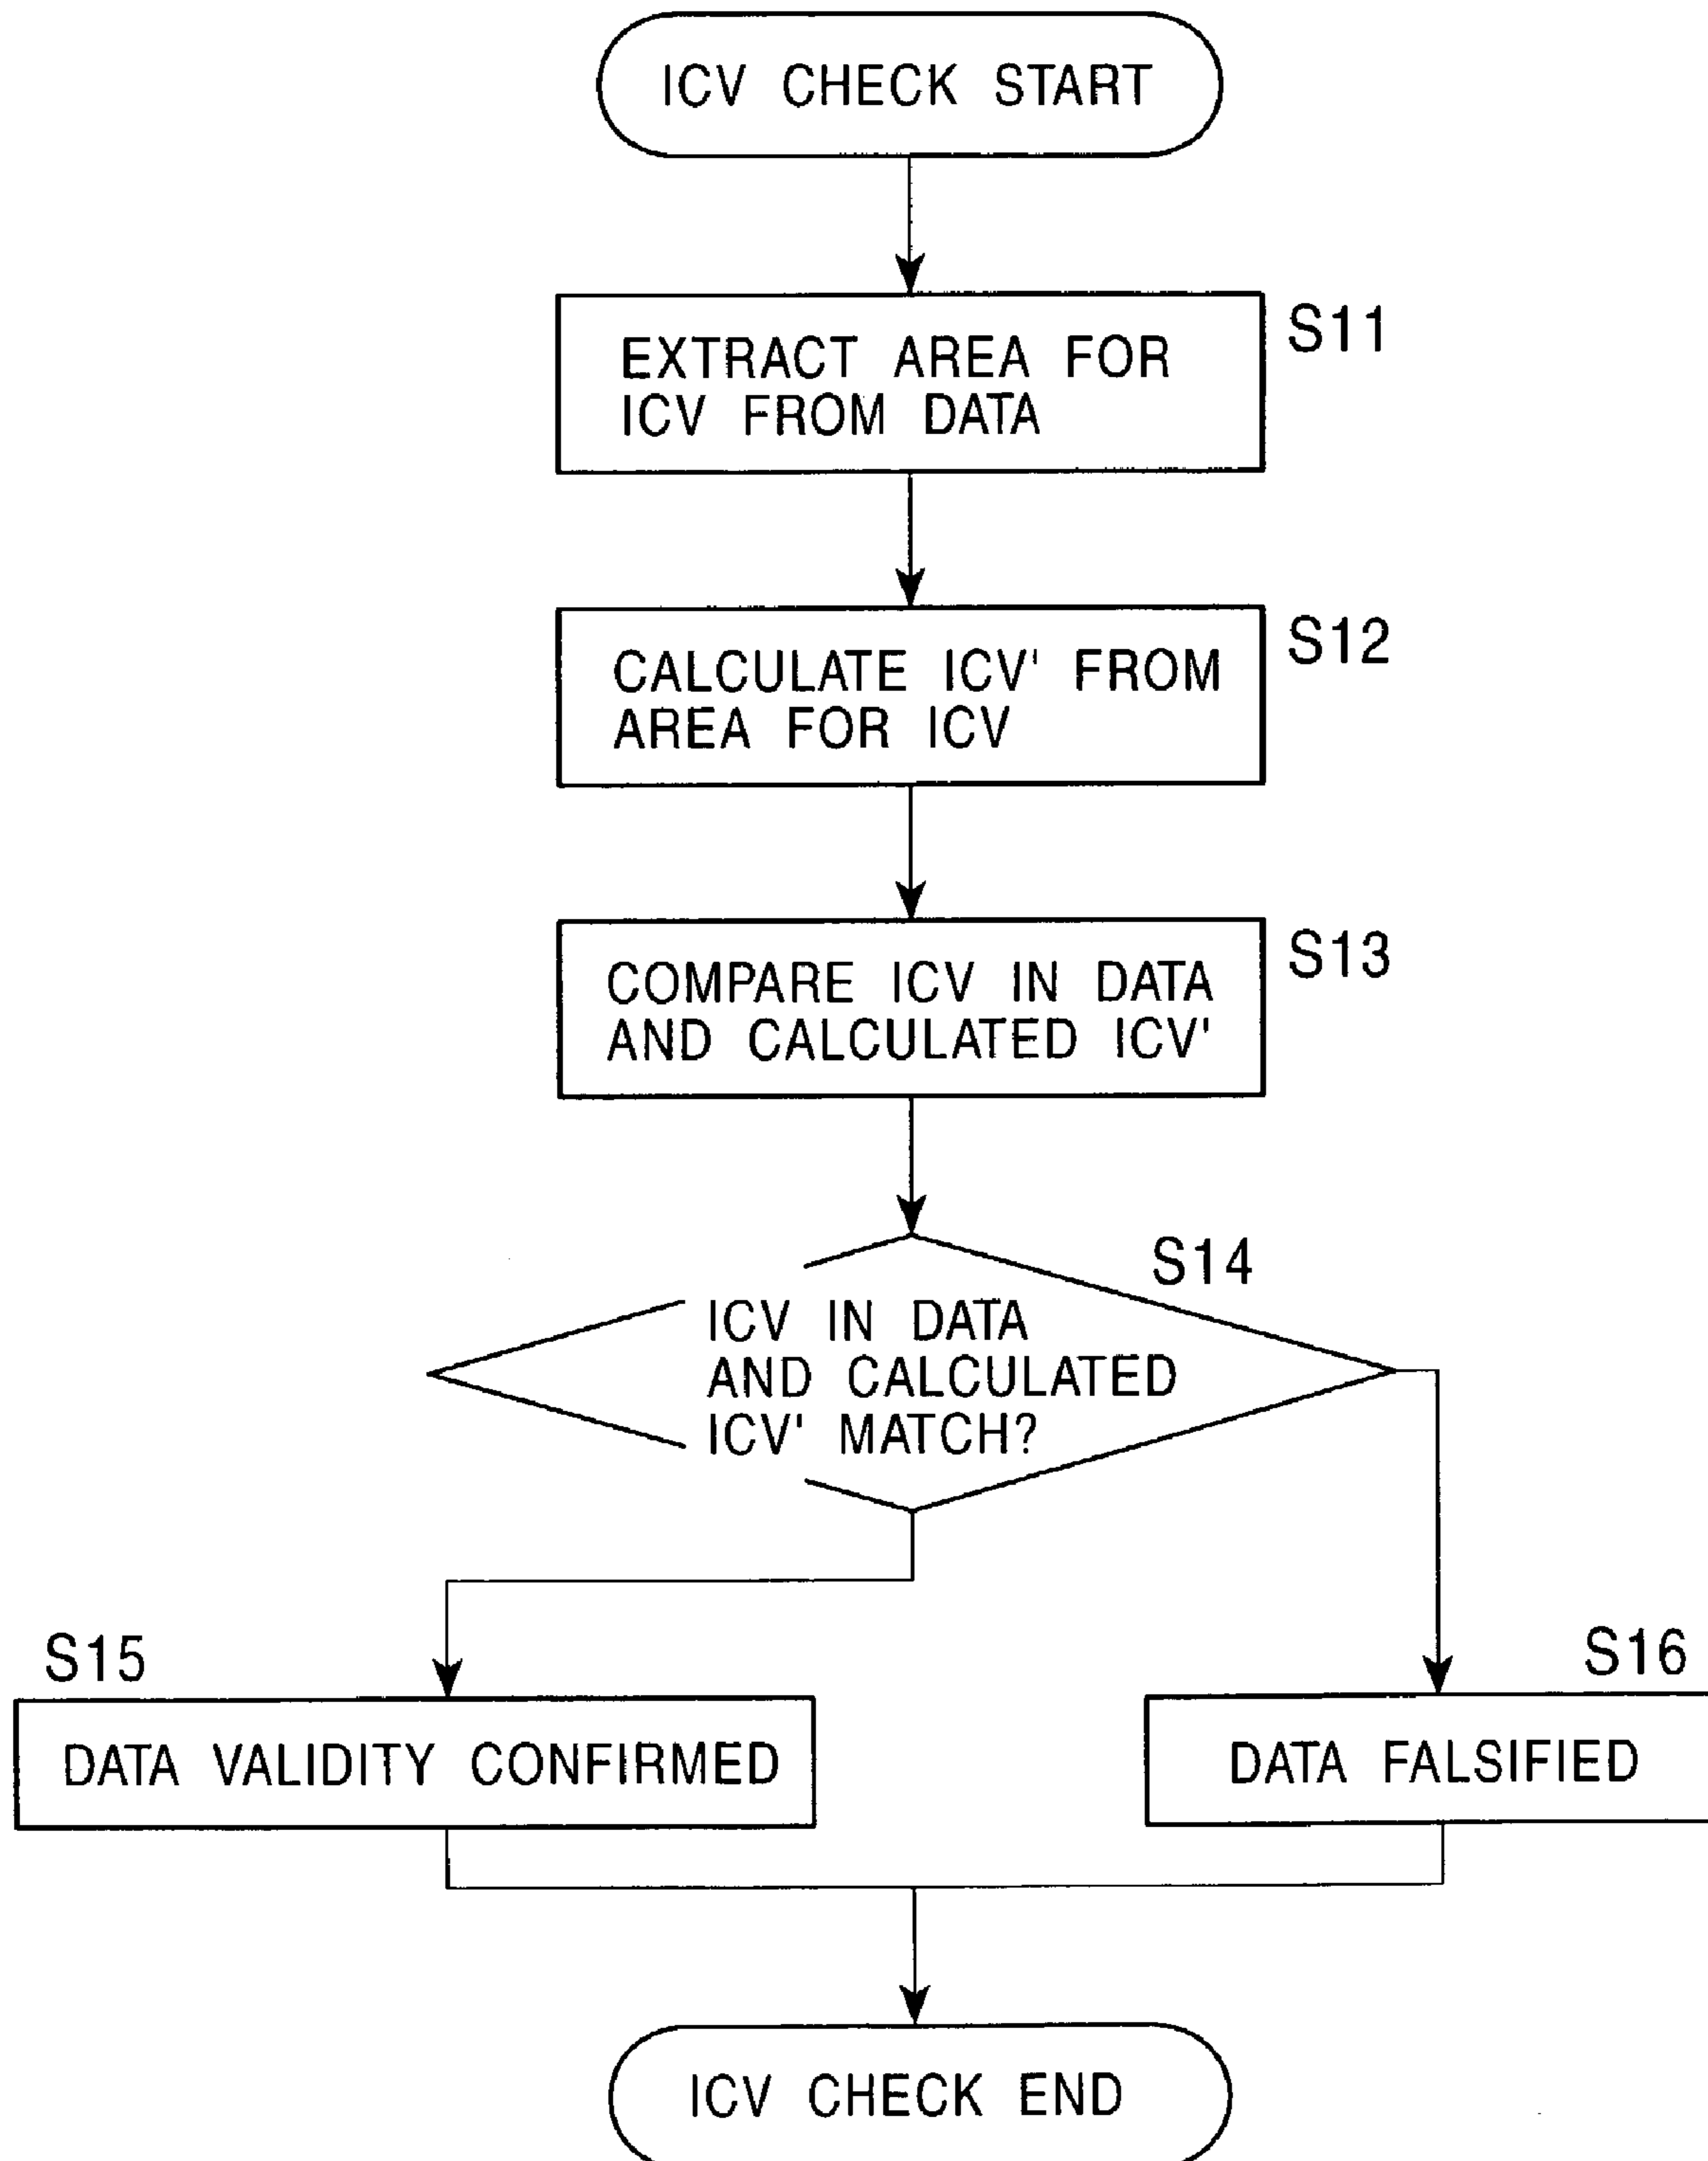 ICV CHECK START
S11
EXTRACT AREA FOR
ICV FROM DATA
S12
CALCULATE ICV' FROM
AREA FOR ICV
S13
COMPARE ICV IN DATA
AND CALCULATED ICV'
S14
ICV IN DATA
AND CALCULATED
ICV' MATCH?
S15
DATA VALIDITY CONFIRMED
S16
DATA FALSIFIED
ICV CHECK END